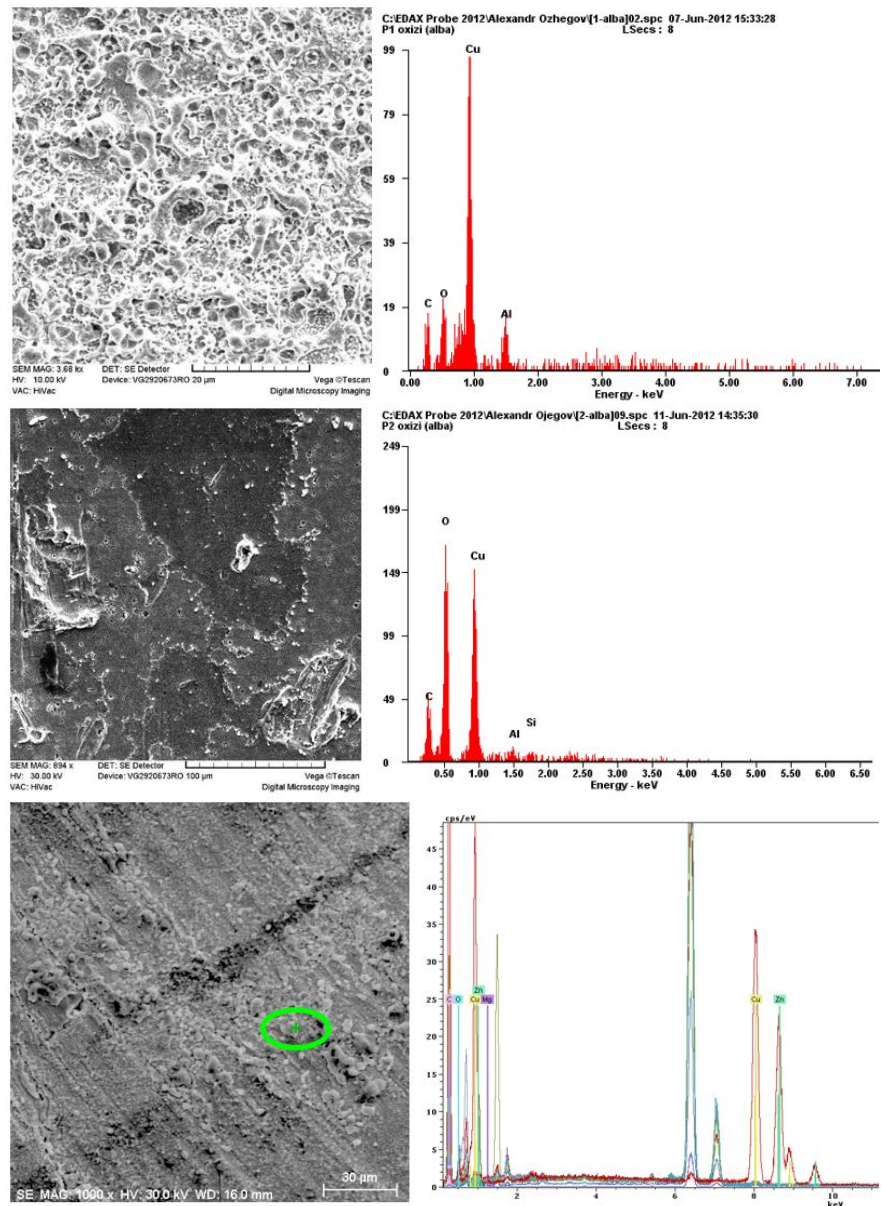 C:\EDAX Probe 2012\Alexandr Ozhegov\[1-alba]02.spc 07-Jun-2012 15:33:28
P1 oxizi (alba) LSecs : 8
99
79
59
39
19
0
C
O
Cu
Al
0.00 1.00 2.00 3.00 4.00 5.00 6.00 7.00
Energy - keV
SEM MAG: 3.68 kx DET: SE Detector
HV: 10.00 kV Device: VG2920673RO 20 µm Vega ©Tescan
VAC: HiVac Digital Microscopy Imaging
C:\EDAX Probe 2012\Alexandr Ojegov\[2-alba]09.spc 11-Jun-2012 14:35:30
P2 oxizi (alba) LSecs : 8
249
199
149
99
49
0
C
O
Cu
Al
Si
0.50 1.00 1.50 2.00 2.50 3.00 3.50 4.00 4.50 5.00 5.50 6.00 6.50
Energy - keV
SEM MAG: 894 x DET: SE Detector
HV: 30.00 kV Device: VG2920673RO 100 µm Vega ©Tescan
VAC: HiVac Digital Microscopy Imaging
cps/eV
45
40
35
30
25
20
15
10
5
0
C O Cu Zn Mg Cu Zn
2 4 6 8 10
keV
SE MAG: 1000 x HV: 30.0 kV WD: 16.0 mm
30 µm